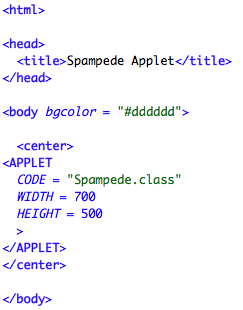 <html>
<head>
<title>Spampede Applet</title>
</head>
<body bgcolor = "#dddddd">
<center>
<APPLET
CODE = "Spampede.class"
WIDTH = 700
HEIGHT = 500
>
</APPLET>
</center>
</body>